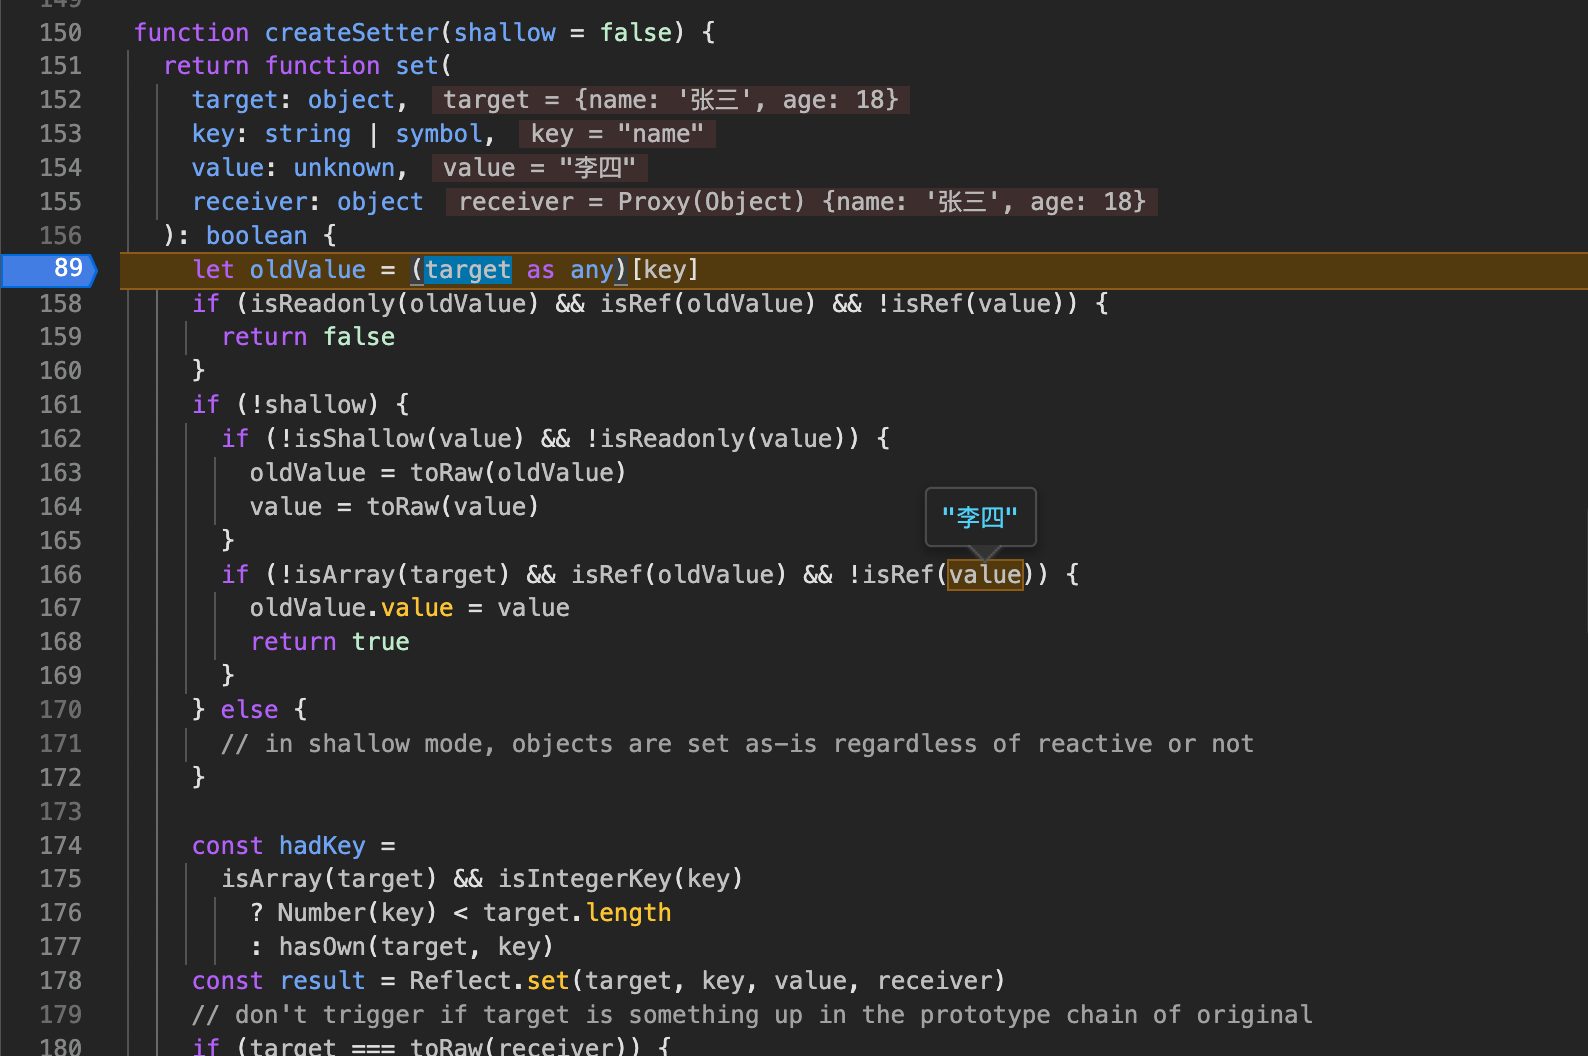 149
150 function createSetter(shallow = false) {
151 return function set(
152 target: object, target = {name: '张三', age: 18}
153 key: string | symbol, key = "name"
154 value: unknown, value = "李四"
155 receiver: object receiver = Proxy(Object) {name: '张三', age: 18}
156 ): boolean {
89 let oldValue = (target as any)[key]
158 if (isReadonly(oldValue) && isRef(oldValue) && !isRef(value)) {
159 return false
160 }
161 if (!shallow) {
162 if (!isShallow(value) && !isReadonly(value)) {
163 oldValue = toRaw(oldValue)
164 value = toRaw(value)
"李四"
165 }
166 if (!isArray(target) && isRef(oldValue) && !isRef(value)) {
167 oldValue.value = value
168 return true
169 }
170 } else {
171 // in shallow mode, objects are set as-is regardless of reactive or not
172 }
173
174 const hadKey =
175 isArray(target) && isIntegerKey(key)
176 ? Number(key) < target.length
177 : hasOwn(target, key)
178 const result = Reflect.set(target, key, value, receiver)
179 // don't trigger if target is something up in the prototype chain of original
180 if (target === toRaw(receiver)) {